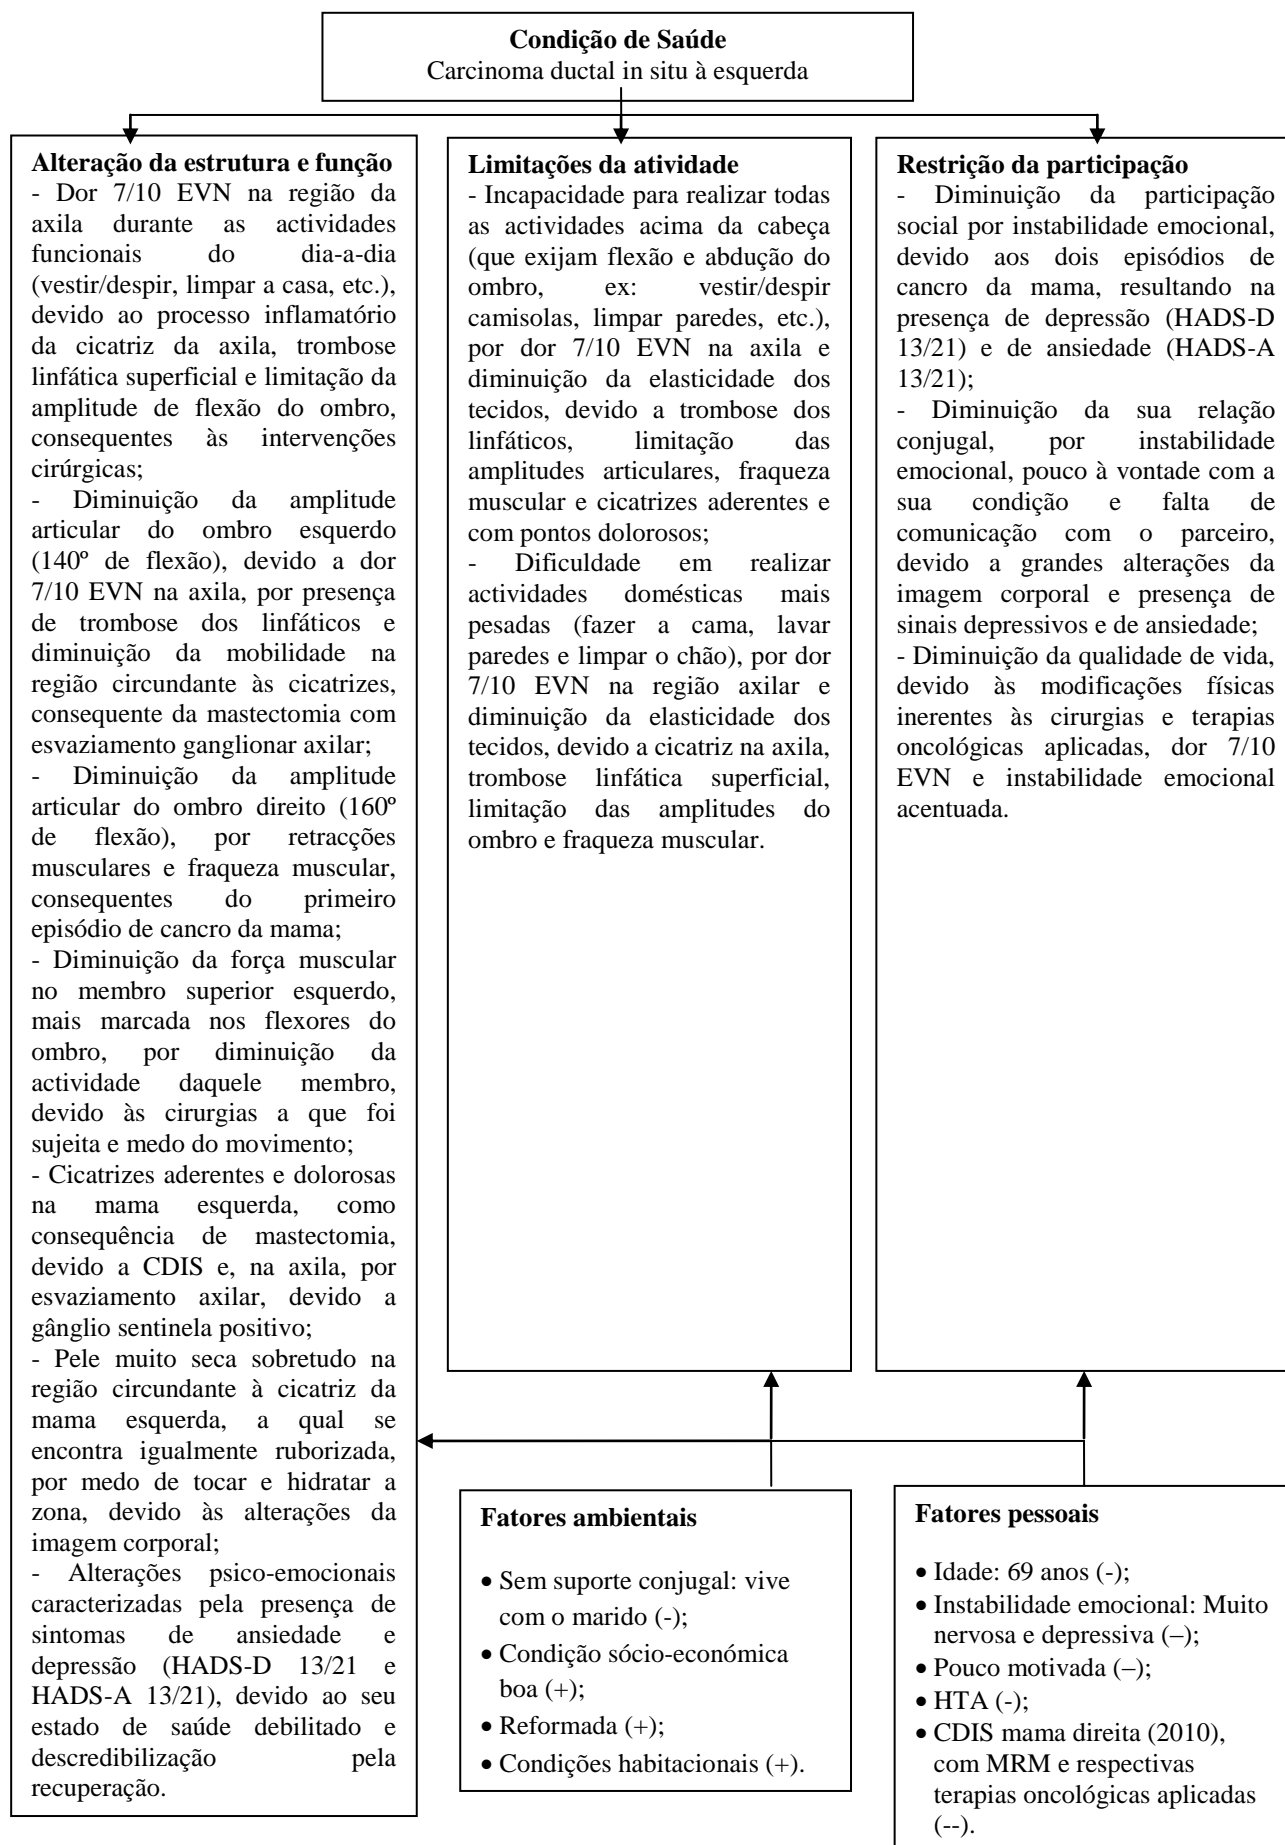 Condição de Saúde
Carcinoma ductal in situ à esquerda
Alteração da estrutura e função
- Dor 7/10 EVN na região da
axila durante as actividades
funcionais do dia-a-dia
(vestir/despir, limpar a casa, etc.),
devido ao processo inflamatório
da cicatriz da axila, trombose
linfática superficial e limitação da
amplitude de flexão do ombro,
consequentes às intervenções
cirúrgicas;
- Diminuição da amplitude
articular do ombro esquerdo
(140º de flexão), devido a dor
7/10 EVN na axila, por presença
de trombose dos linfáticos e
diminuição da mobilidade na
região circundante às cicatrizes,
consequente da mastectomia com
esvaziamento ganglionar axilar;
- Diminuição da amplitude
articular do ombro direito (160º
de flexão), por retracções
musculares e fraqueza muscular,
consequentes do primeiro
episódio de cancro da mama;
- Diminuição da força muscular
no membro superior esquerdo,
mais marcada nos flexores do
ombro, por diminuição da
actividade daquele membro,
devido às cirurgias a que foi
sujeita e medo do movimento;
- Cicatrizes aderentes e dolorosas
na mama esquerda, como
consequência de mastectomia,
devido a CDIS e, na axila, por
esvaziamento axilar, devido a
gânglio sentinela positivo;
- Pele muito seca sobretudo na
região circundante à cicatriz da
mama esquerda, a qual se
encontra igualmente ruborizada,
por medo de tocar e hidratar a
zona, devido às alterações da
imagem corporal;
- Alterações psico-emocionais
caracterizadas pela presença de
sintomas de ansiedade e
depressão (HADS-D 13/21 e
HADS-A 13/21), devido ao seu
estado de saúde debilitado e
descredibilização pela
recuperação.
Limitações da atividade
- Incapacidade para realizar todas
as actividades acima da cabeça
(que exijam flexão e abdução do
ombro, ex: vestir/despir
camisolas, limpar paredes, etc.),
por dor 7/10 EVN na axila e
diminuição da elasticidade dos
tecidos, devido a trombose dos
linfáticos, limitação das
amplitudes articulares, fraqueza
muscular e cicatrizes aderentes e
com pontos dolorosos;
- Dificuldade em realizar
actividades domésticas mais
pesadas (fazer a cama, lavar
paredes e limpar o chão), por dor
7/10 EVN na região axilar e
diminuição da elasticidade dos
tecidos, devido a cicatriz na axila,
trombose linfática superficial,
limitação das amplitudes do
ombro e fraqueza muscular.
Restrição da participação
- Diminuição da participação
social por instabilidade emocional,
devido aos dois episódios de
cancro da mama, resultando na
presença de depressão (HADS-D
13/21) e de ansiedade (HADS-A
13/21);
- Diminuição da sua relação
conjugal, por instabilidade
emocional, pouco à vontade com a
sua condição e falta de
comunicação com o parceiro,
devido a grandes alterações da
imagem corporal e presença de
sinais depressivos e de ansiedade;
- Diminuição da qualidade de vida,
devido às modificações físicas
inerentes às cirurgias e terapias
oncológicas aplicadas, dor 7/10
EVN e instabilidade emocional
acentuada.
Fatores ambientais
• Sem suporte conjugal: vive
com o marido (-);
• Condição sócio-económica
boa (+);
• Reformada (+);
• Condições habitacionais (+).
Fatores pessoais
• Idade: 69 anos (-);
• Instabilidade emocional: Muito
nervosa e depressiva (–);
• Pouco motivada (–);
• HTA (-);
• CDIS mama direita (2010),
com MRM e respectivas
terapias oncológicas aplicadas
(--).